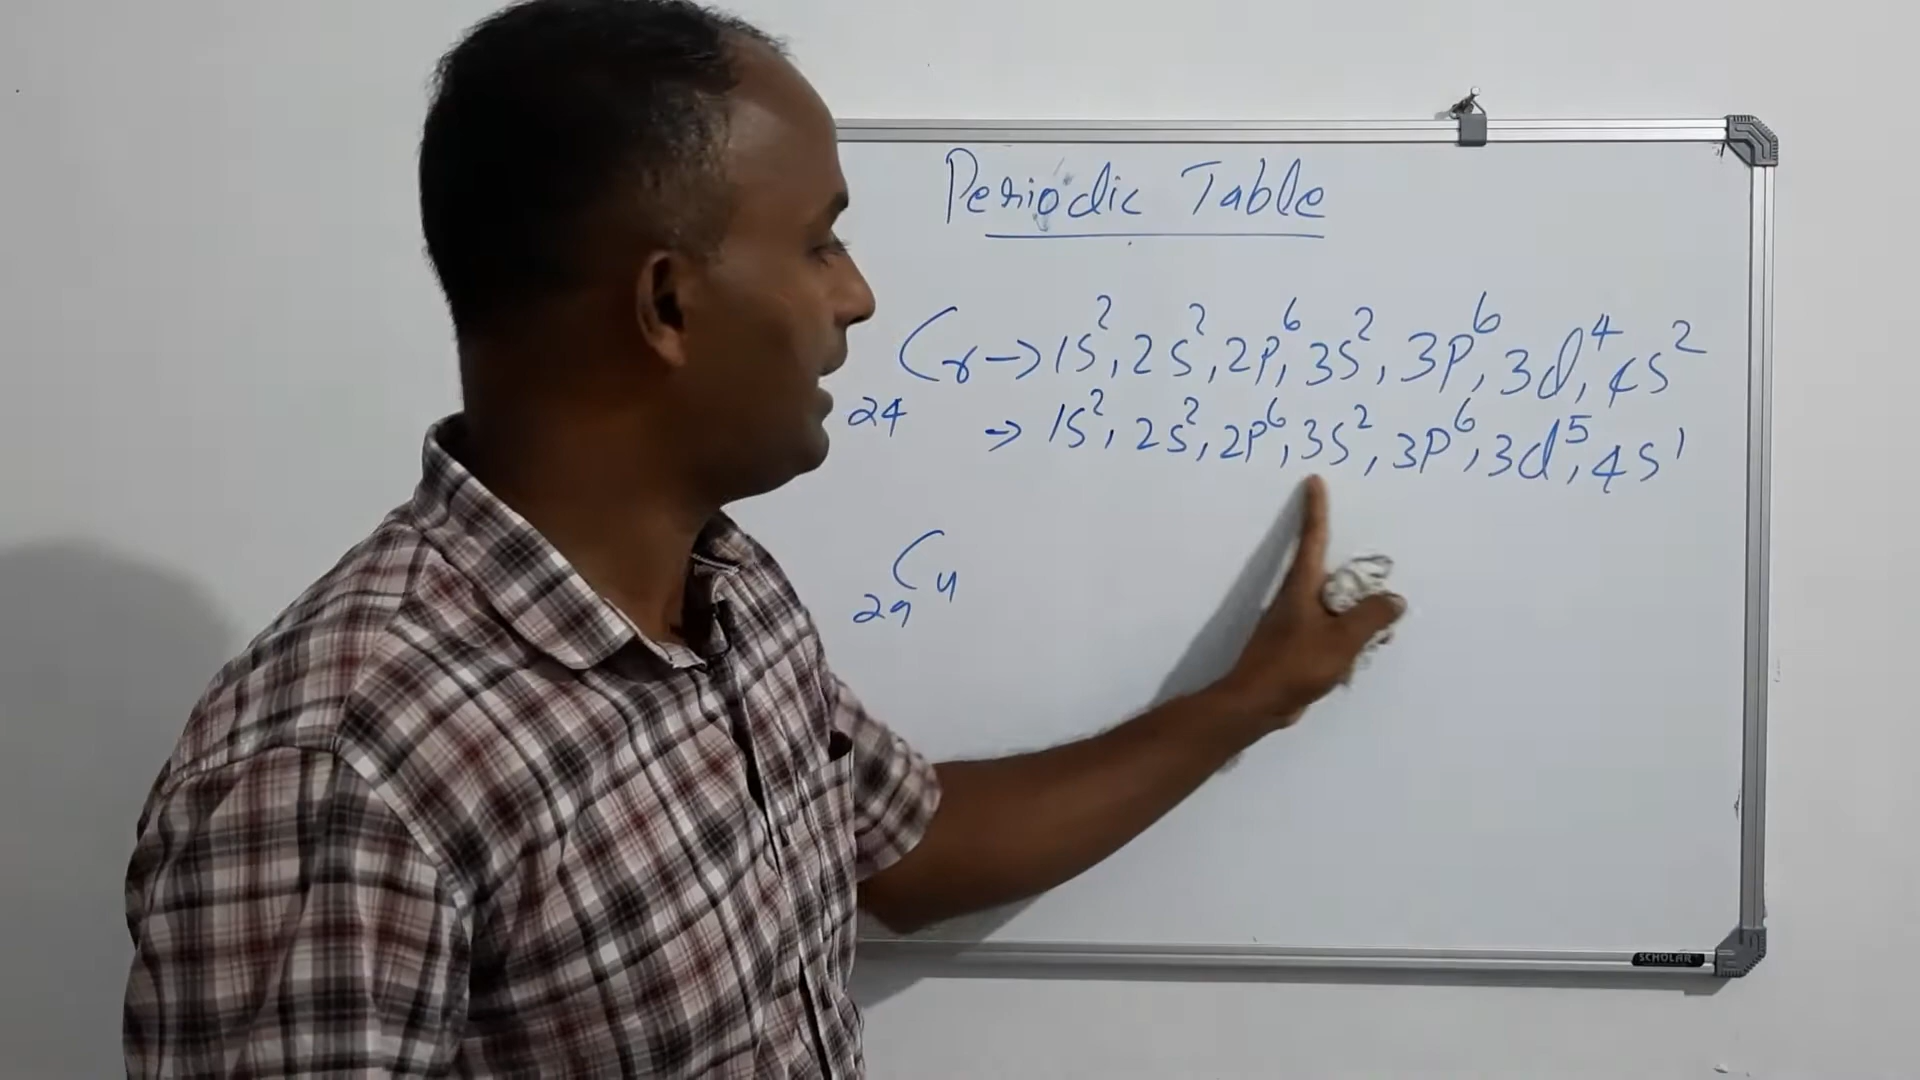 Periodic Table
Cr → 1s², 2s², 2p⁶, 3s², 3p⁶, 3d⁴, 4s²
24 → 1s², 2s², 2p⁶, 3s², 3p⁶, 3d⁵, 4s¹
Cu
29
SCHOLAR